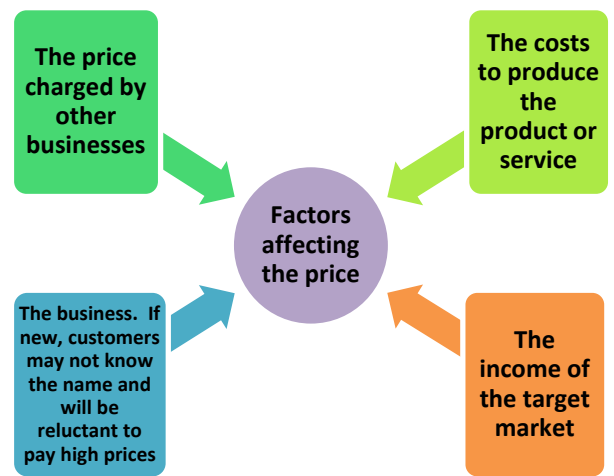 The price
charged by
other
businesses
The costs
to produce
the
product or
service
Factors
affecting
the price
The business.  If
new, customers
may not know
the name and
will be
reluctant to
pay high prices
The
income of
the target
market